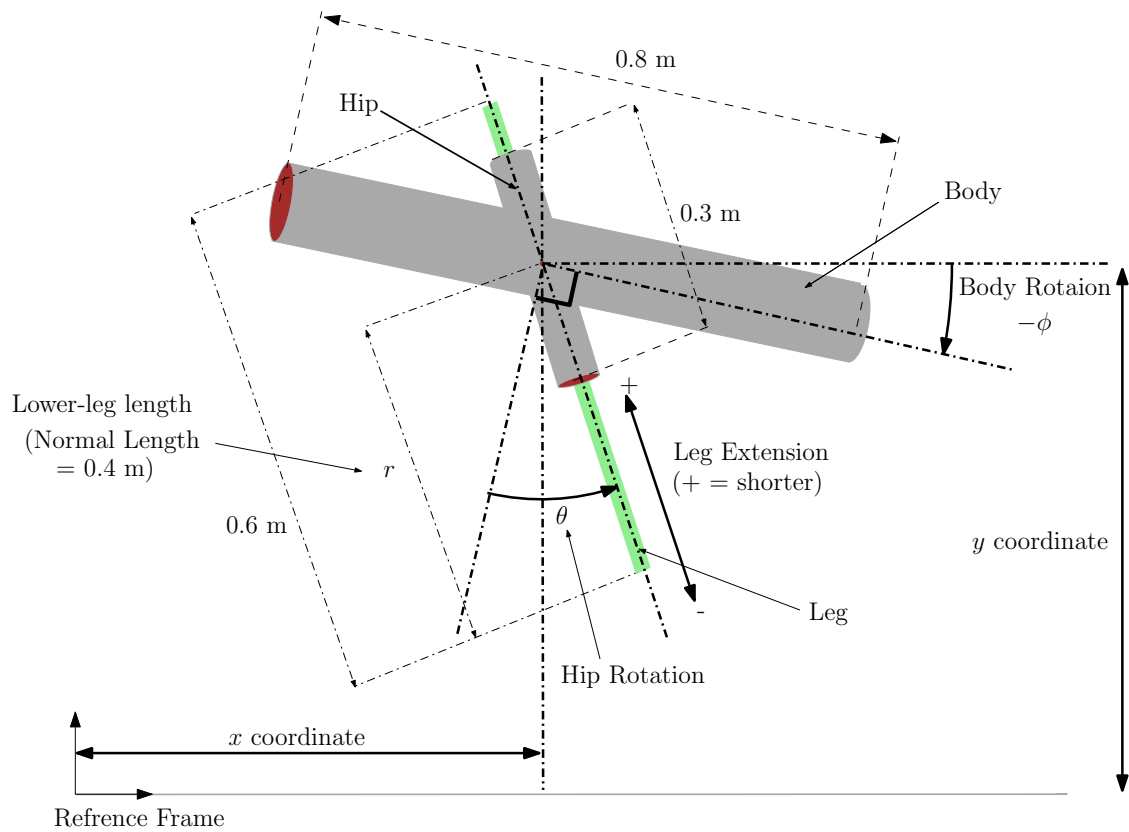 0.8 m
Hip
Body
0.3 m
Body Rotaion
−ϕ
Lower-leg length
(Normal Length
= 0.4 m)
r
+
Leg Extension
(+ = shorter)
0.6 m
θ
y coordinate
-
Leg
Hip Rotation
x coordinate
Refrence Frame